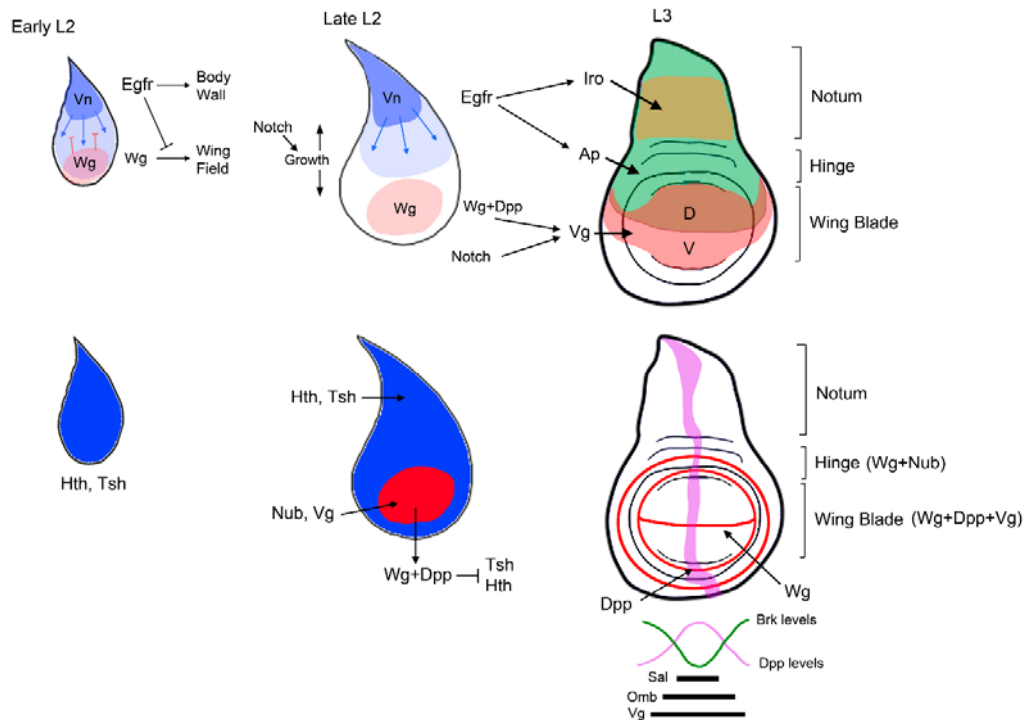 Early L2
Vn
Wg
Egfr
Body
Wall
Wg
Wing
Field
Late L2
Vn
Wg
Notch
Growth
Egfr
Wg+Dpp
Notch
L3
Iro
Ap
Vg
D
V
Notum
Hinge
Wing Blade
Hth, Tsh
Hth, Tsh
Nub, Vg
Wg+Dpp
Tsh
Hth
Notum
Hinge (Wg+Nub)
Wing Blade (Wg+Dpp+Vg)
Wg
Dpp
Brk levels
Dpp levels
Sal
Omb
Vg